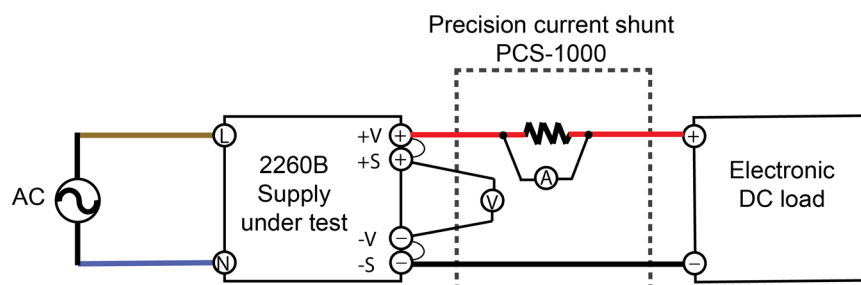 Precision current shunt
PCS-1000
AC
L
N
2260B
Supply
under test
+V
+S
-V
-S
+
+
−
−
V
A
+
−
Electronic
DC load